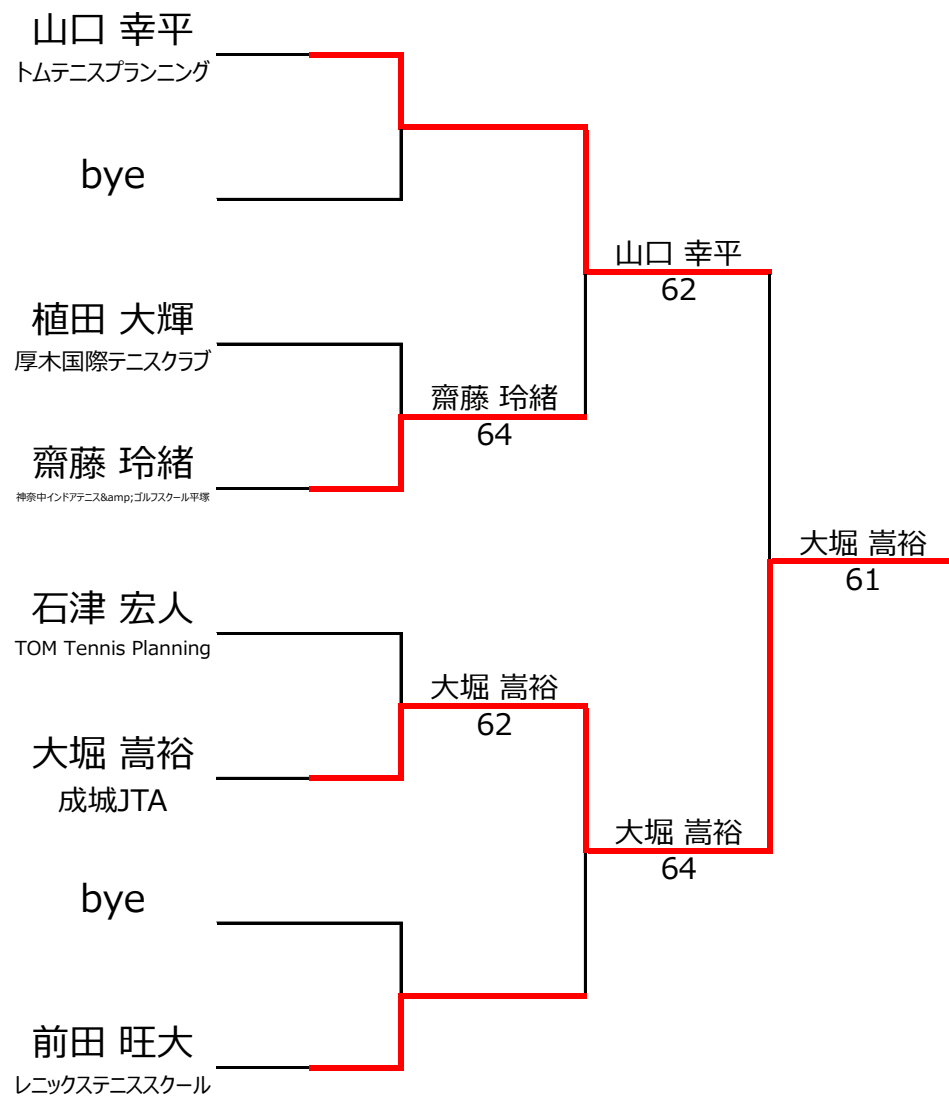 山口 幸平
トムテニスプランニング
bye
山口 幸平
62
植田 大輝
厚木国際テニスクラブ
齋藤 玲緒
64
齋藤 玲緒
神奈中インドアテニス&amp;ゴルフスクール平塚
大堀 嵩裕
61
石津 宏人
TOM Tennis Planning
大堀 嵩裕
62
大堀 嵩裕
成城JTA
大堀 嵩裕
64
bye
前田 旺大
レニックステニススクール